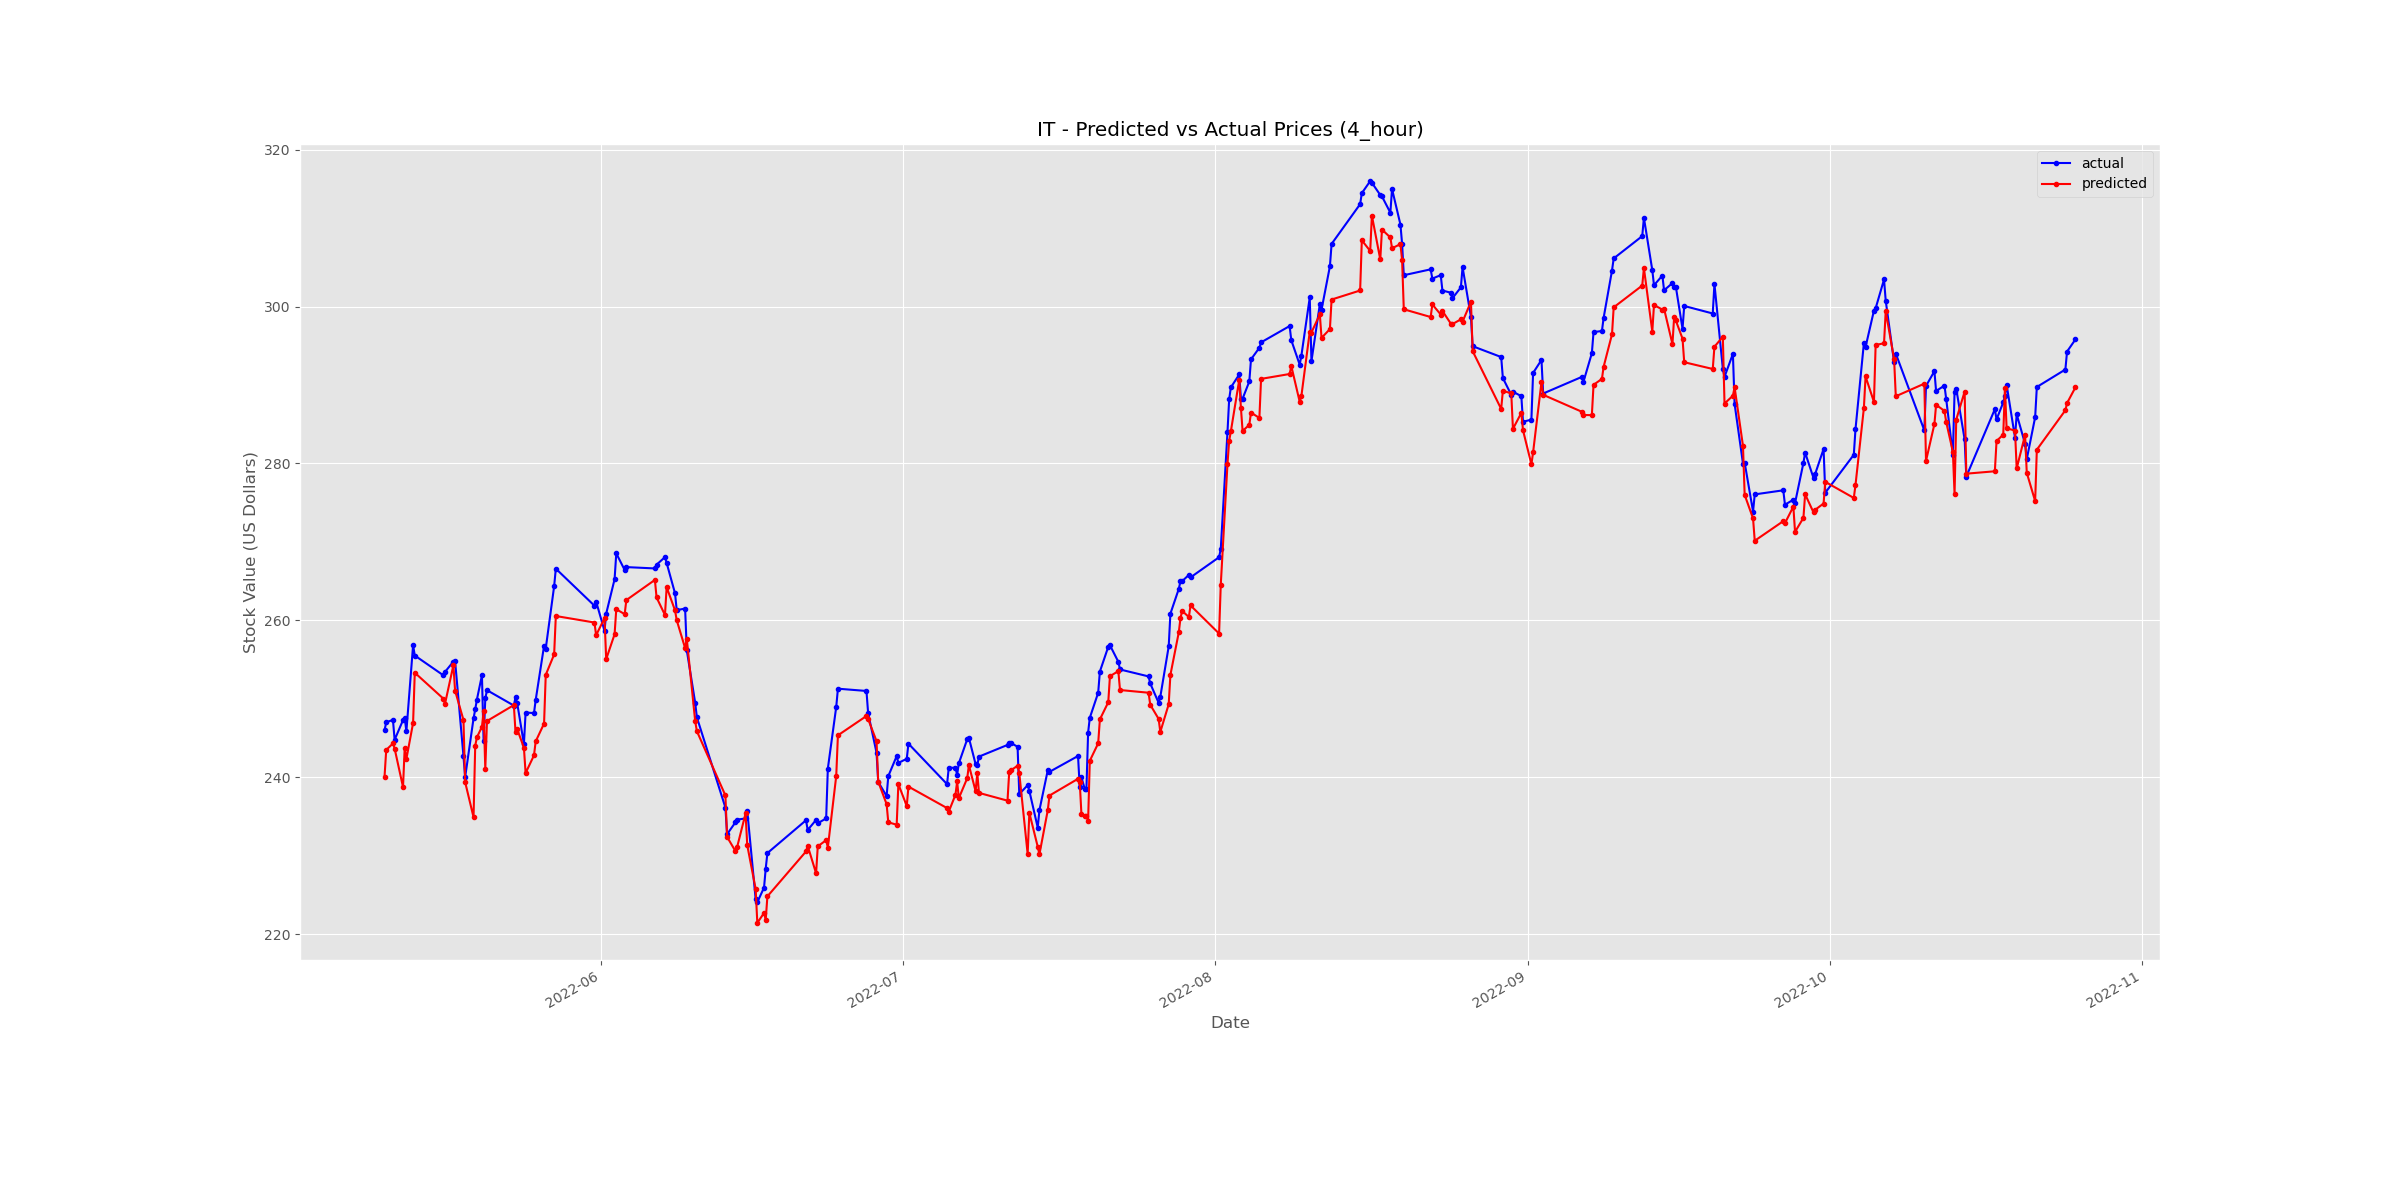 IT - Predicted vs Actual Prices (4_hour)
actual
predicted
320
300
280
260
240
220
Stock Value (US Dollars)
2022-06
2022-07
2022-08
2022-09
2022-10
2022-11
Date